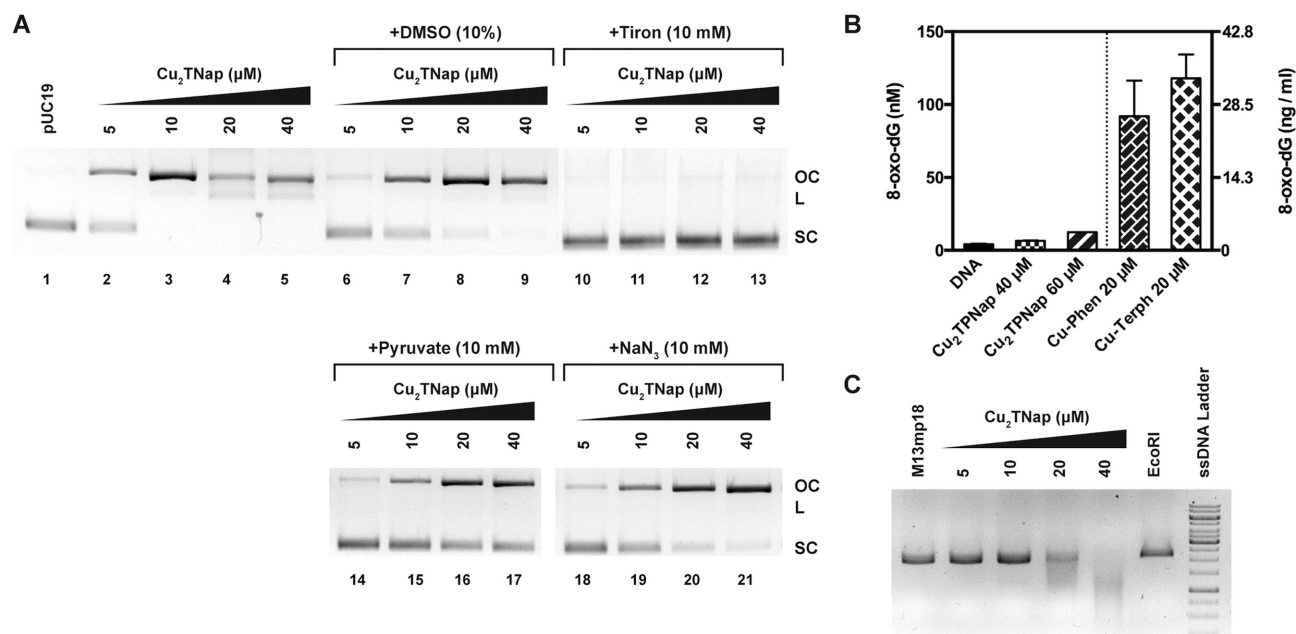 A
+DMSO (10%)
+Tiron (10 mM)
pUC19
Cu₂TNap (µM)
Cu₂TNap (µM)
Cu₂TNap (µM)
5 10 20 40
5 10 20 40
5 10 20 40
OC
L
SC
1 2 3 4 5 6 7 8 9 10 11 12 13
+Pyruvate (10 mM)
+NaN₃ (10 mM)
Cu₂TNap (µM)
Cu₂TNap (µM)
5 10 20 40
5 10 20 40
OC
L
SC
14 15 16 17 18 19 20 21
B
8-oxo-dG (nM)
150
100
50
0
42.8
28.5
14.3
0
8-oxo-dG (ng / ml)
DNA
Cu₂TPNap 40 µM
Cu₂TPNap 60 µM
Cu-Phen 20 µM
Cu-Terph 20 µM
C
M13mp18
Cu₂TNap (µM)
5 10 20 40
EcoRI
ssDNA Ladder